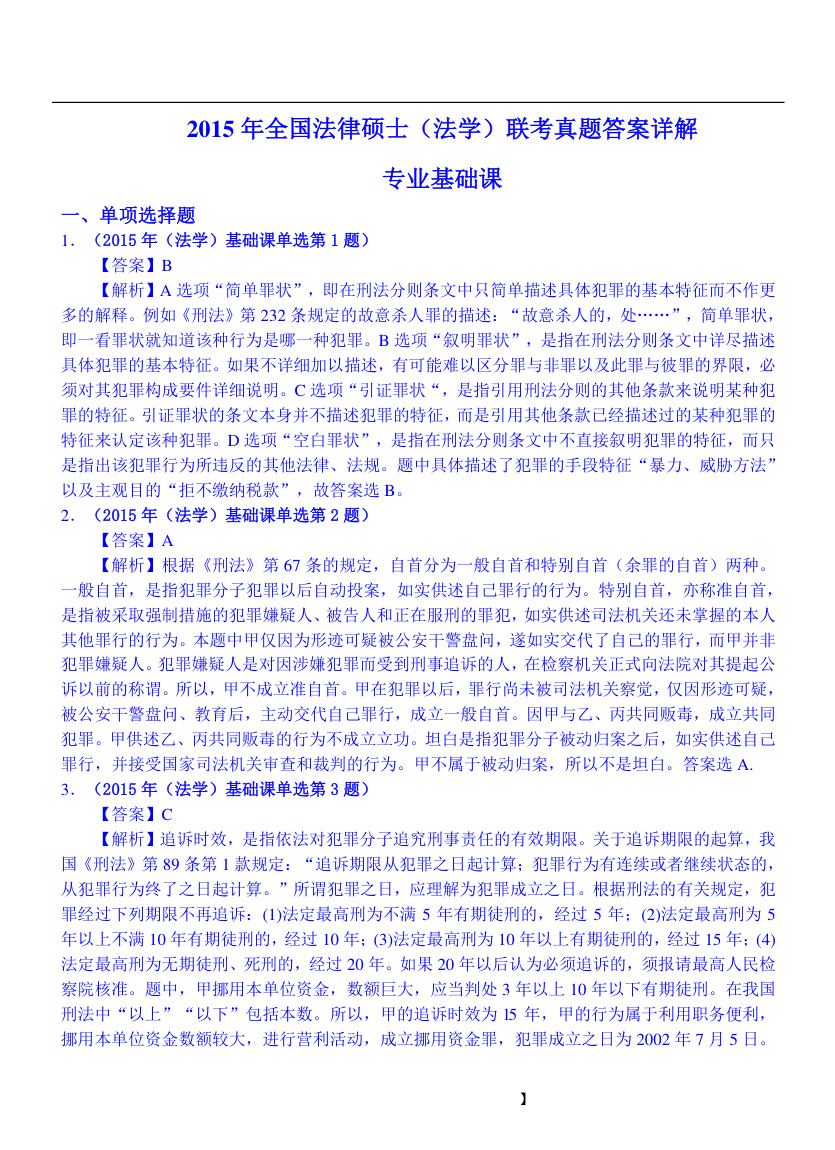 2015 年全国法律硕士（法学）联考真题答案详解
专业基础课
一、单项选择题
1．（2015 年（法学）基础课单选第 1 题）
【答案】B
【解析】A 选项“简单罪状”，即在刑法分则条文中只简单描述具体犯罪的基本特征而不作更
多的解释。例如《刑法》第 232 条规定的故意杀人罪的描述：“故意杀人的，处……”，简单罪状，
即一看罪状就知道该种行为是哪一种犯罪。B 选项“叙明罪状”，是指在刑法分则条文中详尽描述
具体犯罪的基本特征。如果不详细加以描述，有可能难以区分罪与非罪以及此罪与彼罪的界限，必
须对其犯罪构成要件详细说明。C 选项“引证罪状“，是指引用刑法分则的其他条款来说明某种犯
罪的特征。引证罪状的条文本身并不描述犯罪的特征，而是引用其他条款已经描述过的某种犯罪的
特征来认定该种犯罪。D 选项“空白罪状”，是指在刑法分则条文中不直接叙明犯罪的特征，而只
是指出该犯罪行为所违反的其他法律、法规。题中具体描述了犯罪的手段特征“暴力、威胁方法”
以及主观目的“拒不缴纳税款”，故答案选 B。
2．（2015 年（法学）基础课单选第 2 题）
【答案】A
【解析】根据《刑法》第 67 条的规定，自首分为一般自首和特别自首（余罪的自首）两种。
一般自首，是指犯罪分子犯罪以后自动投案，如实供述自己罪行的行为。特别自首，亦称准自首，
是指被采取强制措施的犯罪嫌疑人、被告人和正在服刑的罪犯，如实供述司法机关还未掌握的本人
其他罪行的行为。本题中甲仅因为形迹可疑被公安干警盘问，遂如实交代了自己的罪行，而甲并非
犯罪嫌疑人。犯罪嫌疑人是对因涉嫌犯罪而受到刑事追诉的人，在检察机关正式向法院对其提起公
诉以前的称谓。所以，甲不成立准自首。甲在犯罪以后，罪行尚未被司法机关察觉，仅因形迹可疑，
被公安干警盘问、教育后，主动交代自己罪行，成立一般自首。因甲与乙、丙共同贩毒，成立共同
犯罪。甲供述乙、丙共同贩毒的行为不成立立功。坦白是指犯罪分子被动归案之后，如实供述自己
罪行，并接受国家司法机关审查和裁判的行为。甲不属于被动归案，所以不是坦白。答案选 A.
3．（2015 年（法学）基础课单选第 3 题）
【答案】C
【解析】追诉时效，是指依法对犯罪分子追究刑事责任的有效期限。关于追诉期限的起算，我
国《刑法》第 89 条第 1 款规定：“追诉期限从犯罪之日起计算；犯罪行为有连续或者继续状态的，
从犯罪行为终了之日起计算。”所谓犯罪之日，应理解为犯罪成立之日。根据刑法的有关规定，犯
罪经过下列期限不再追诉：(1)法定最高刑为不满 5 年有期徒刑的，经过 5 年；(2)法定最高刑为 5
年以上不满 10 年有期徒刑的，经过 10 年；(3)法定最高刑为 10 年以上有期徒刑的，经过 15 年；(4)
法定最高刑为无期徒刑、死刑的，经过 20 年。如果 20 年以后认为必须追诉的，须报请最高人民检
察院核准。题中，甲挪用本单位资金，数额巨大，应当判处 3 年以上 10 年以下有期徒刑。在我国
刑法中“以上”“以下”包括本数。所以，甲的追诉时效为 l5 年，甲的行为属于利用职务便利，
挪用本单位资金数额较大，进行营利活动，成立挪用资金罪，犯罪成立之日为 2002 年 7 月 5 日。
】